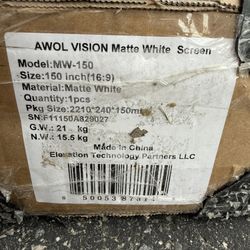 AWOL VISION Matte White Screen
Model:MW-150
Size:150 inch(16:9)
Material:Matte White
Quantity:1pcs
Pkg Size:2210*240*150mm
SN:F11150A829027
G.W.: 21 kg
N.W.: 15.5 kg
Made in China
Elevation Technology Partners LLC